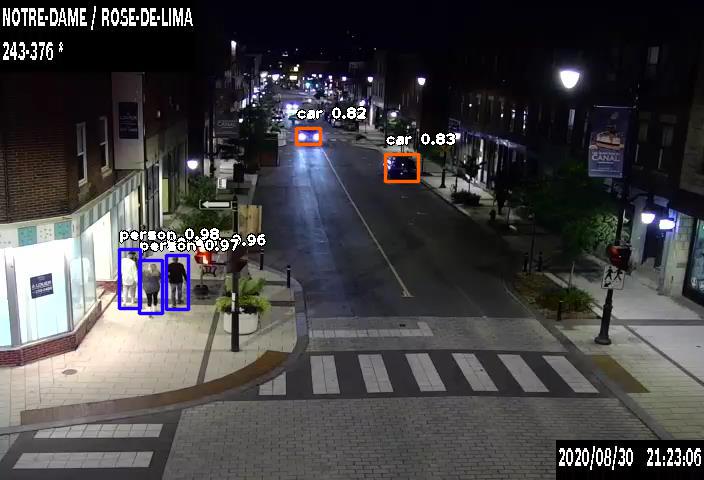 NOTRE-DAME / ROSE-DE-LIMA
243-376 *
car 0.82
car 0.83
person 0.98
person 0.97
.96
A LOUER
CANAL
2020/08/30 21:23:06